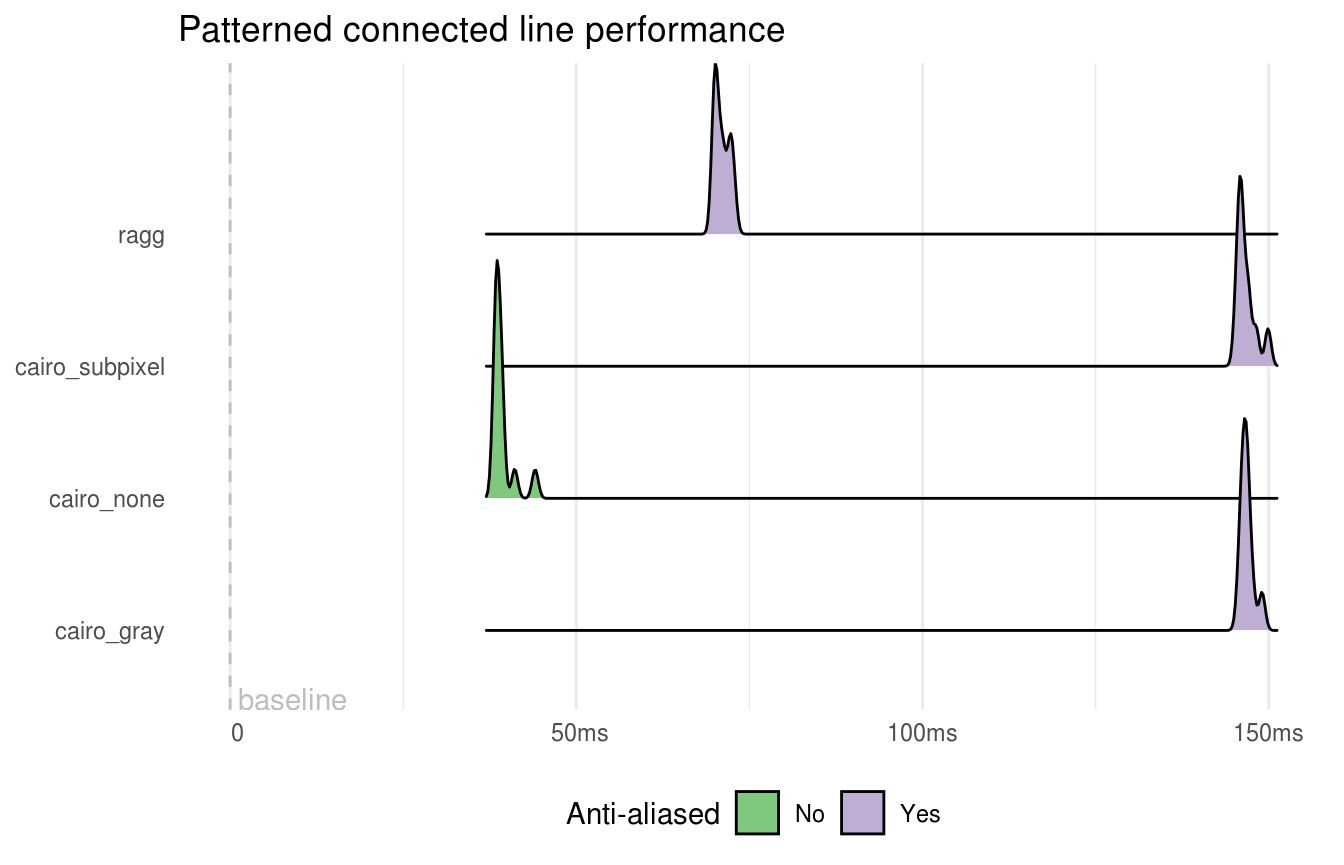 Patterned connected line performance
ragg
cairo_subpixel
cairo_none
cairo_gray
baseline
0 50ms 100ms 150ms
Anti-aliased No Yes